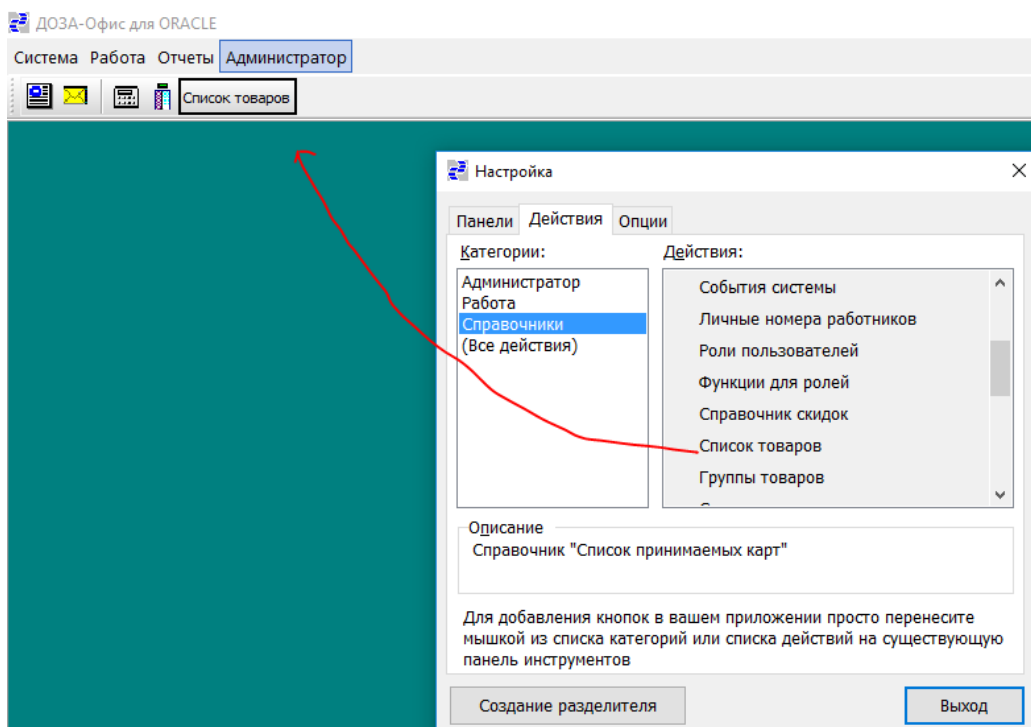 ДОЗА-Офис для ORACLE
Система Работа Отчеты Администратор
Список товаров
Настройка
Панели Действия Опции
Категории:
Действия:
Администратор
Работа
Справочники
(Все действия)
События системы
Личные номера работников
Роли пользователей
Функции для ролей
Справочник скидок
Список товаров
Группы товаров
Описание
Справочник "Список принимаемых карт"
Для добавления кнопок в вашем приложении просто перенесите
мышкой из списка категорий или списка действий на существующую
панель инструментов
Создание разделителя
Выход